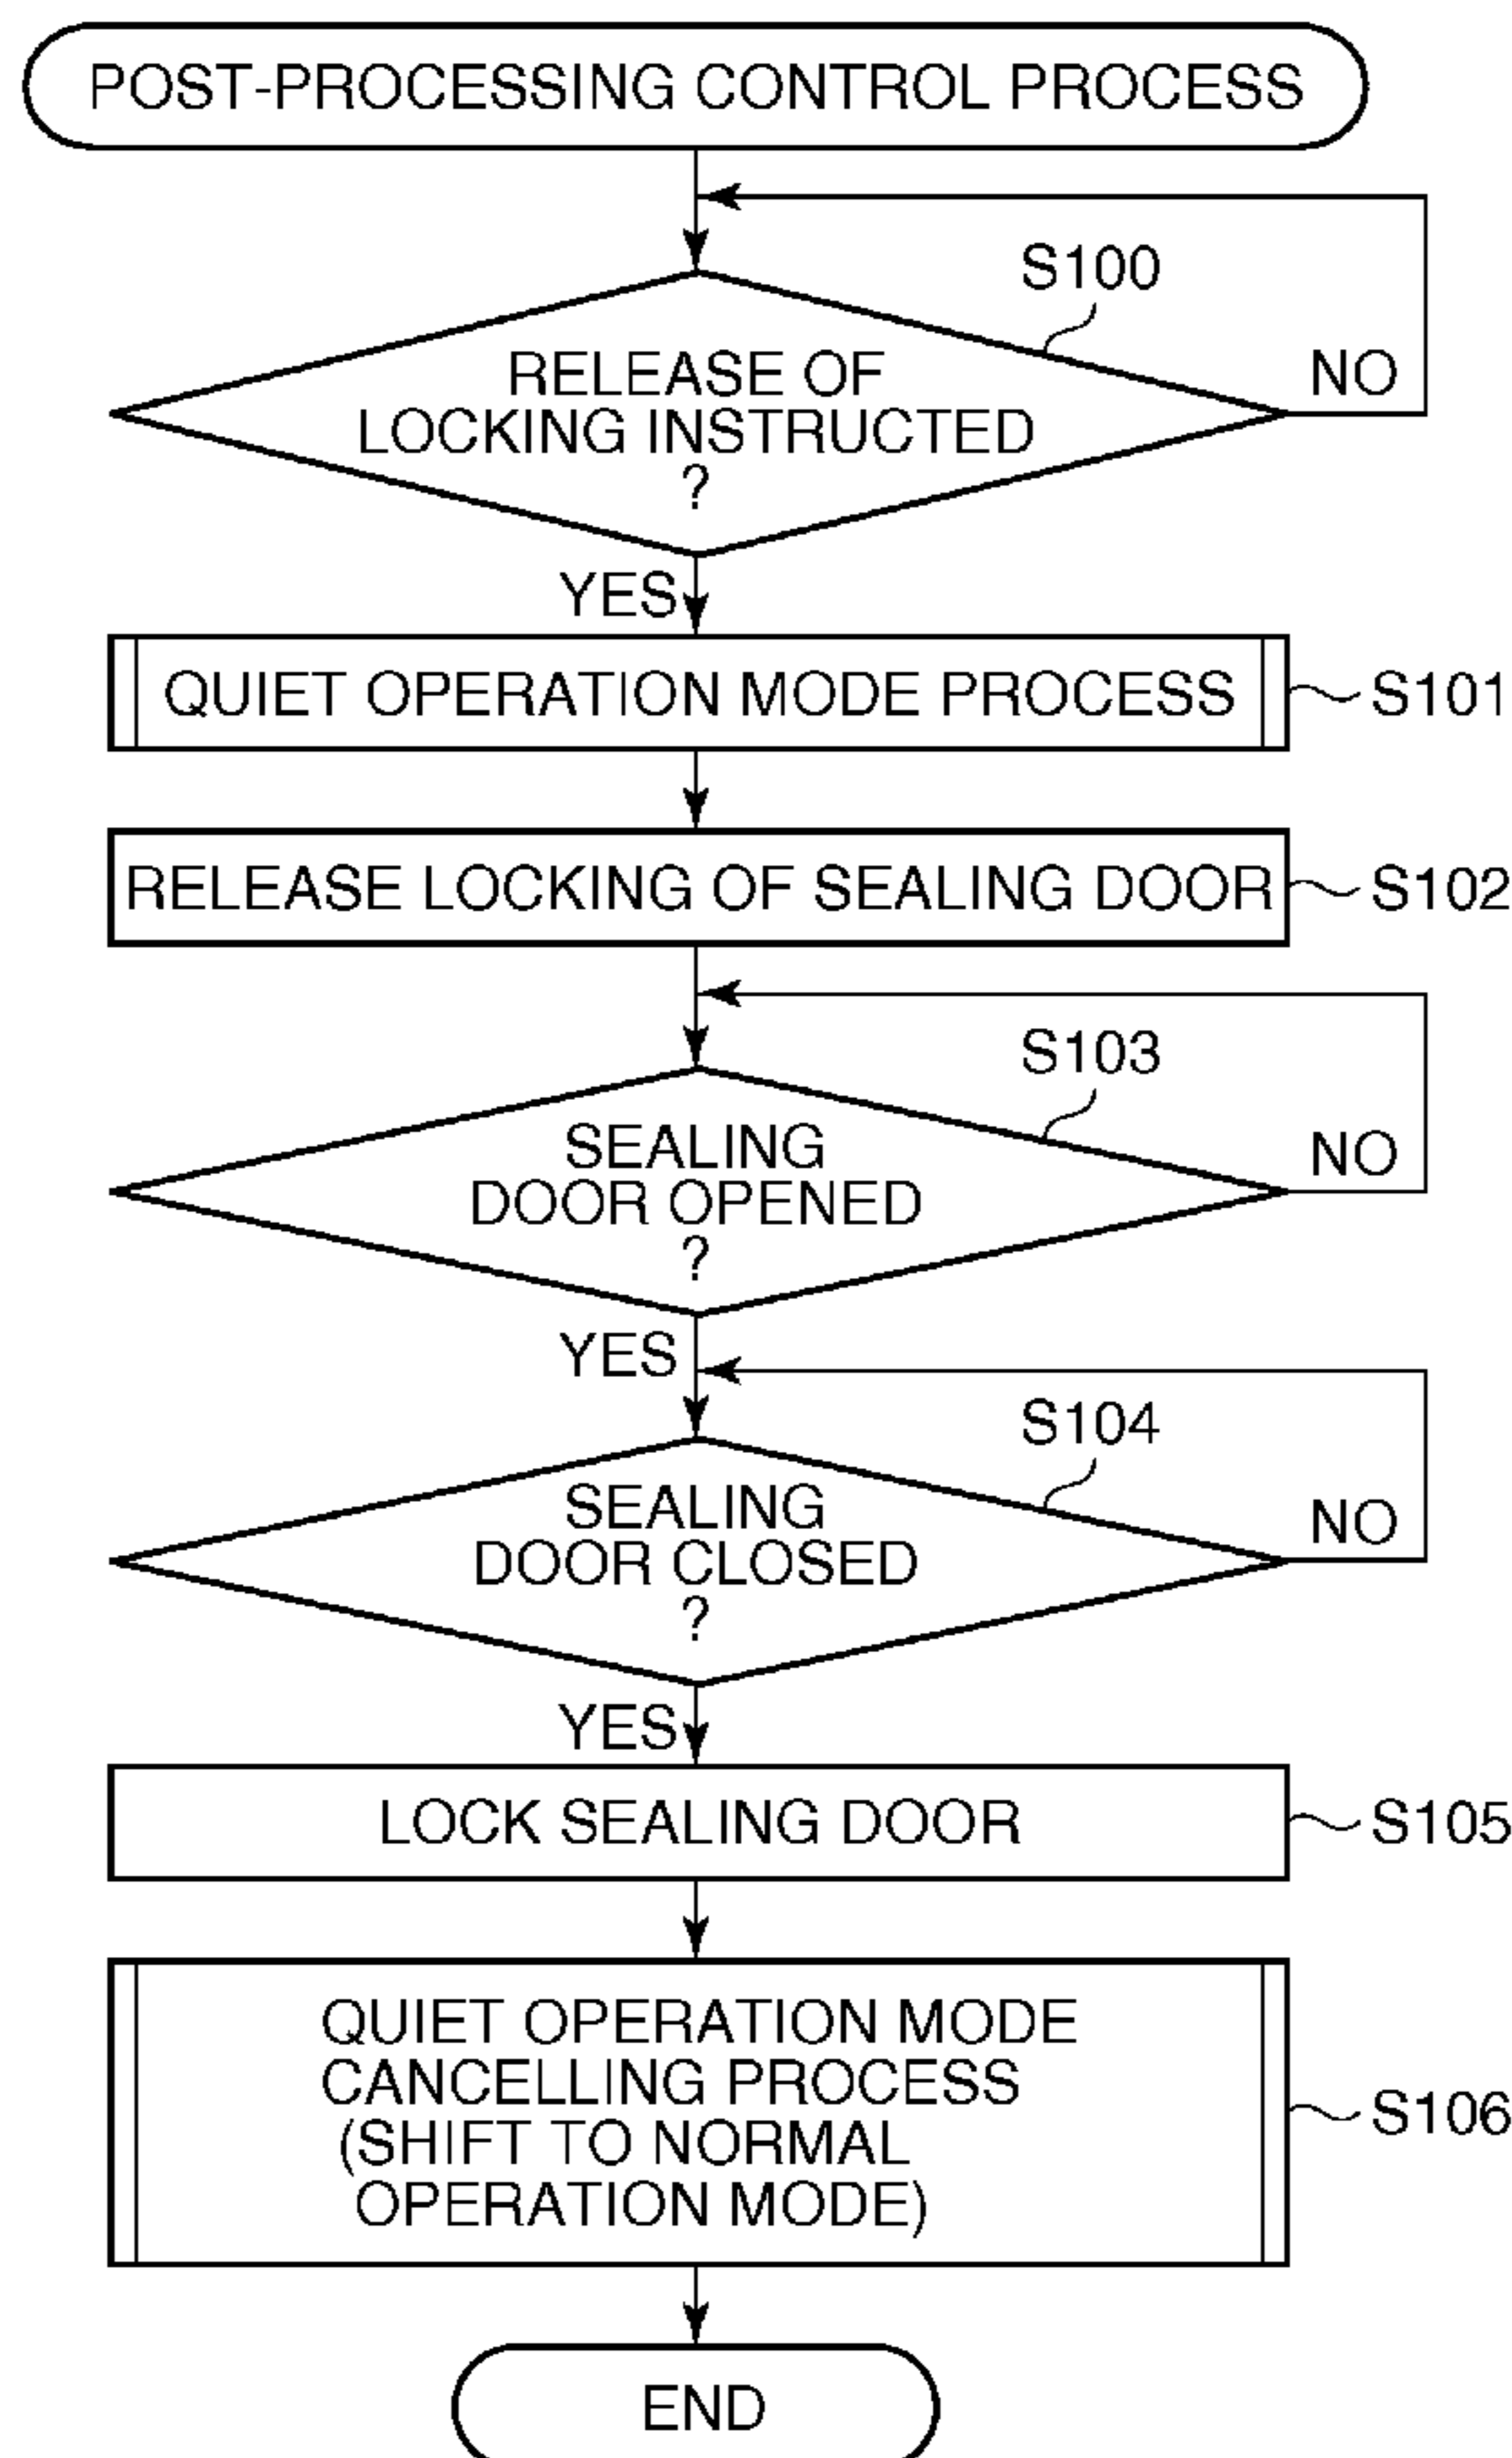 POST-PROCESSING CONTROL PROCESS
S100
RELEASE OF
LOCKING INSTRUCTED
?
NO
YES
QUIET OPERATION MODE PROCESS
S101
RELEASE LOCKING OF SEALING DOOR
S102
S103
SEALING
DOOR OPENED
?
NO
YES
S104
SEALING
DOOR CLOSED
?
NO
YES
LOCK SEALING DOOR
S105
QUIET OPERATION MODE
CANCELLING PROCESS
(SHIFT TO NORMAL
OPERATION MODE)
S106
END